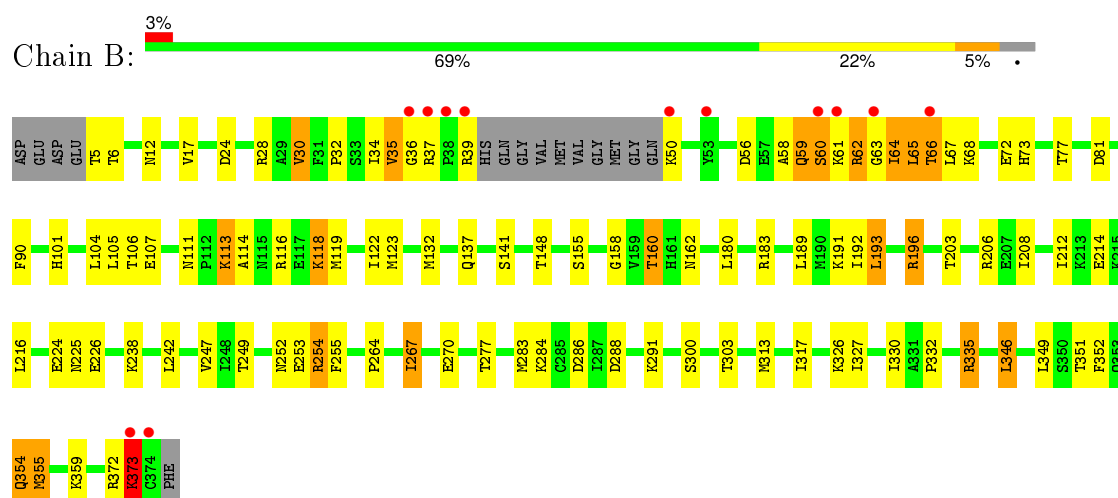 3%
Chain B:
69% 22% 5% •
ASP GLU ASP GLU T5 T6 N12 V17 D24 R28 A29 V30 F31 P32 S33 I34 V35 G36 R37 P38 R39 HIS GLN GLY VAL MET VAL GLY MET GLY GLN K50 Y53 D56 E57 A58 Q59 S60 K61 R62 G63 I64 L65 T66 L67 K68 E72 H73 T77 D81
F90 H101 L104 L105 T106 E107 N111 P112 K113 A114 N115 R116 E117 K118 M119 I122 M123 M132 Q137 S141 T148 S155 G158 V159 T160 H161 N162 L180 R183 L189 M190 K191 I192 L193 R196 T203 R206 E207 I208 I212 K213 E214 K215
L216 E224 N225 E226 K238 L242 V247 I248 T249 N252 E253 R254 F255 P264 I267 E270 T277 M283 K284 C285 D286 I287 D288 K291 S300 T303 M313 I317 K326 I327 I330 A331 P332 R335 L346 L349 S350 T351 F352 Q353
Q354 M355 K359 R372 K373 C374 PHE